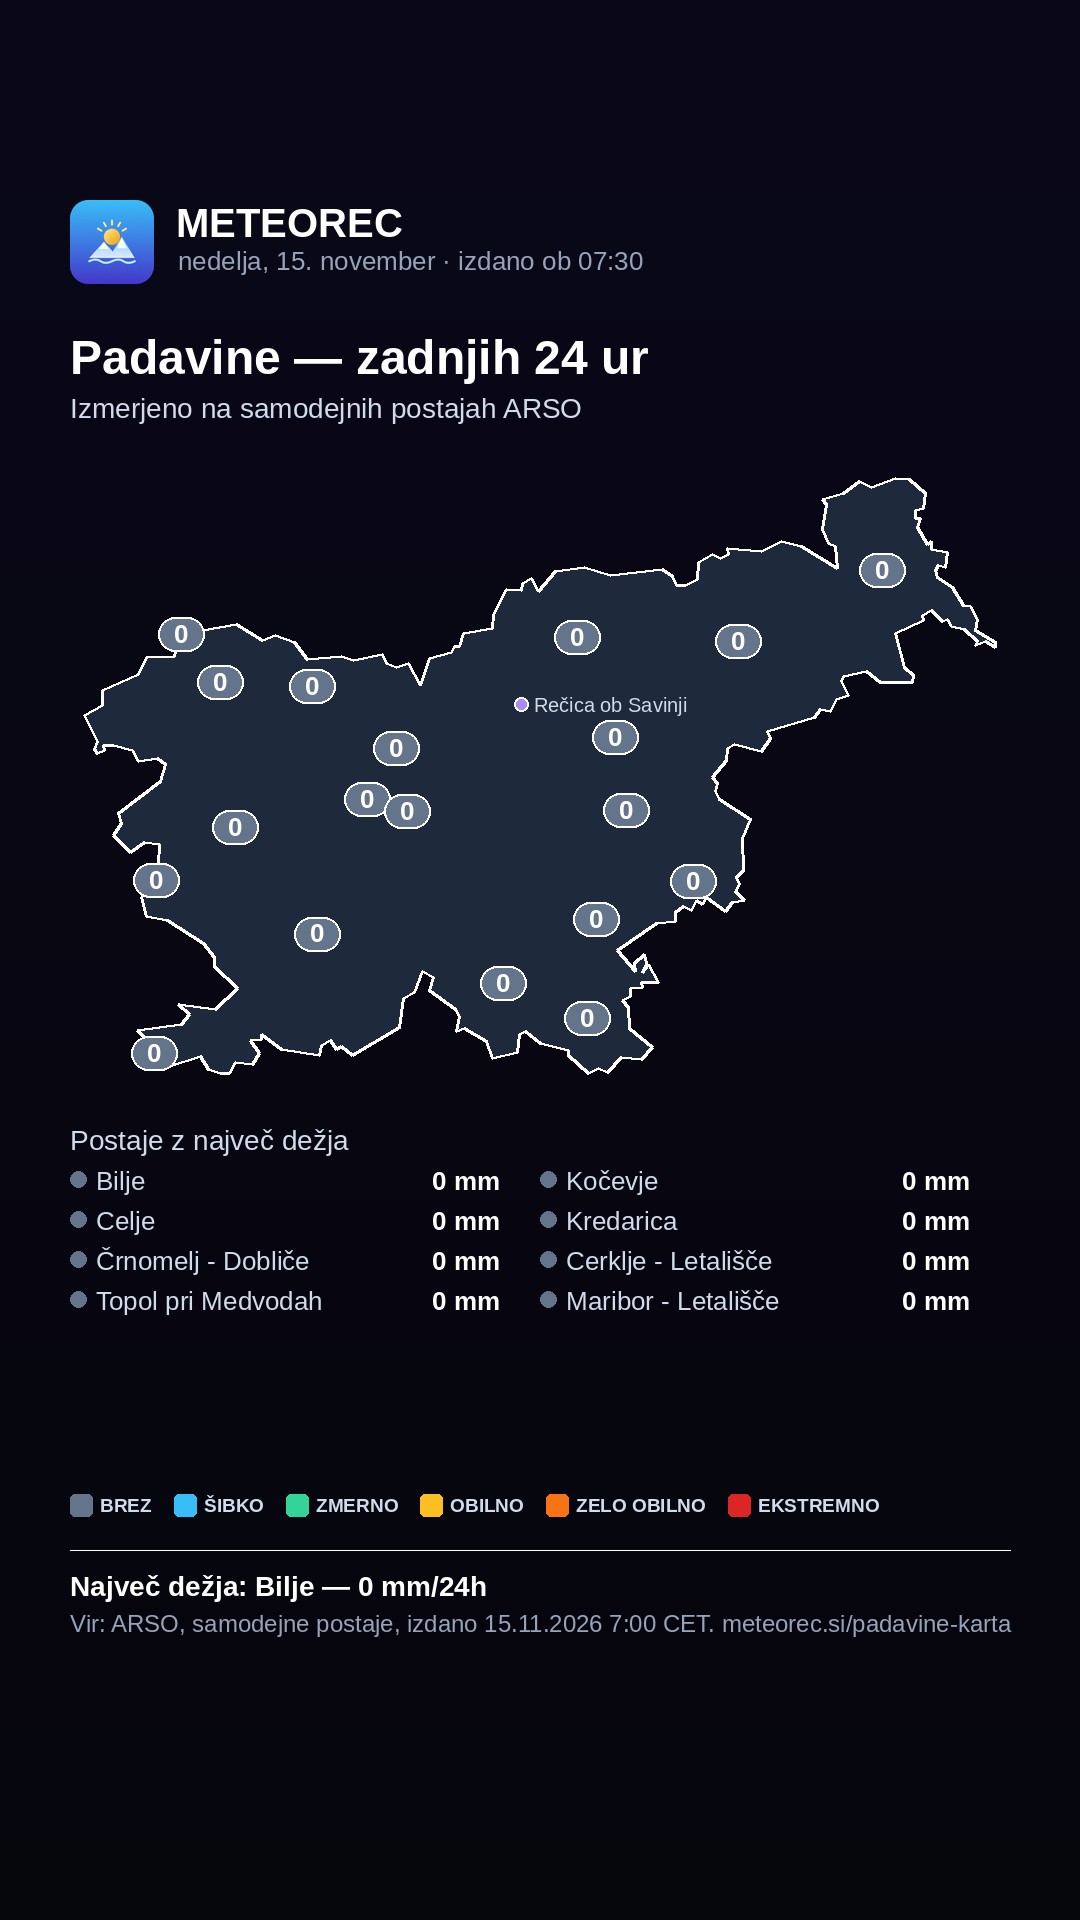 METEOREC
nedelja, 15. november · izdano ob 07:30
Padavine — zadnjih 24 ur
Izmerjeno na samodejnih postajah ARSO
0
0
0
0
0
0
Rečica ob Savinji
0
0
0
0
0
0
0
0
0
0
0
0
0
Postaje z največ dežja
Bilje 0 mm Kočevje 0 mm
Celje 0 mm Kredarica 0 mm
Črnomelj - Dobliče 0 mm Cerklje - Letališče 0 mm
Topol pri Medvodah 0 mm Maribor - Letališče 0 mm
BREZ ŠIBKO ZMERNO OBILNO ZELO OBILNO EKSTREMNO
Največ dežja: Bilje — 0 mm/24h
Vir: ARSO, samodejne postaje, izdano 15.11.2026 7:00 CET. meteorec.si/padavine-karta